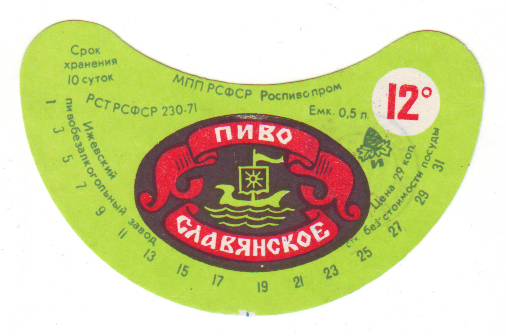 Срок
хранения
10 суток
МПП РСФСР Роспивопром
РСТ РСФСР 230-71
Емк. 0,5 л.
12°
Ижевский
пивобезалкогольный завод
ПИВО
СЛАВЯНСКОЕ
И
Цена 29 коп.
без стоимости посуды
1 3 5 7 9 11 13 15 17 19 21 23 25 27 29 31